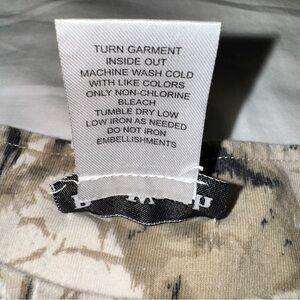 TURN GARMENT
INSIDE OUT
MACHINE WASH COLD
WITH LIKE COLORS
ONLY NON-CHLORINE
BLEACH
TUMBLE DRY LOW
LOW IRON AS NEEDED
DO NOT IRON
EMBELLISHMENTS